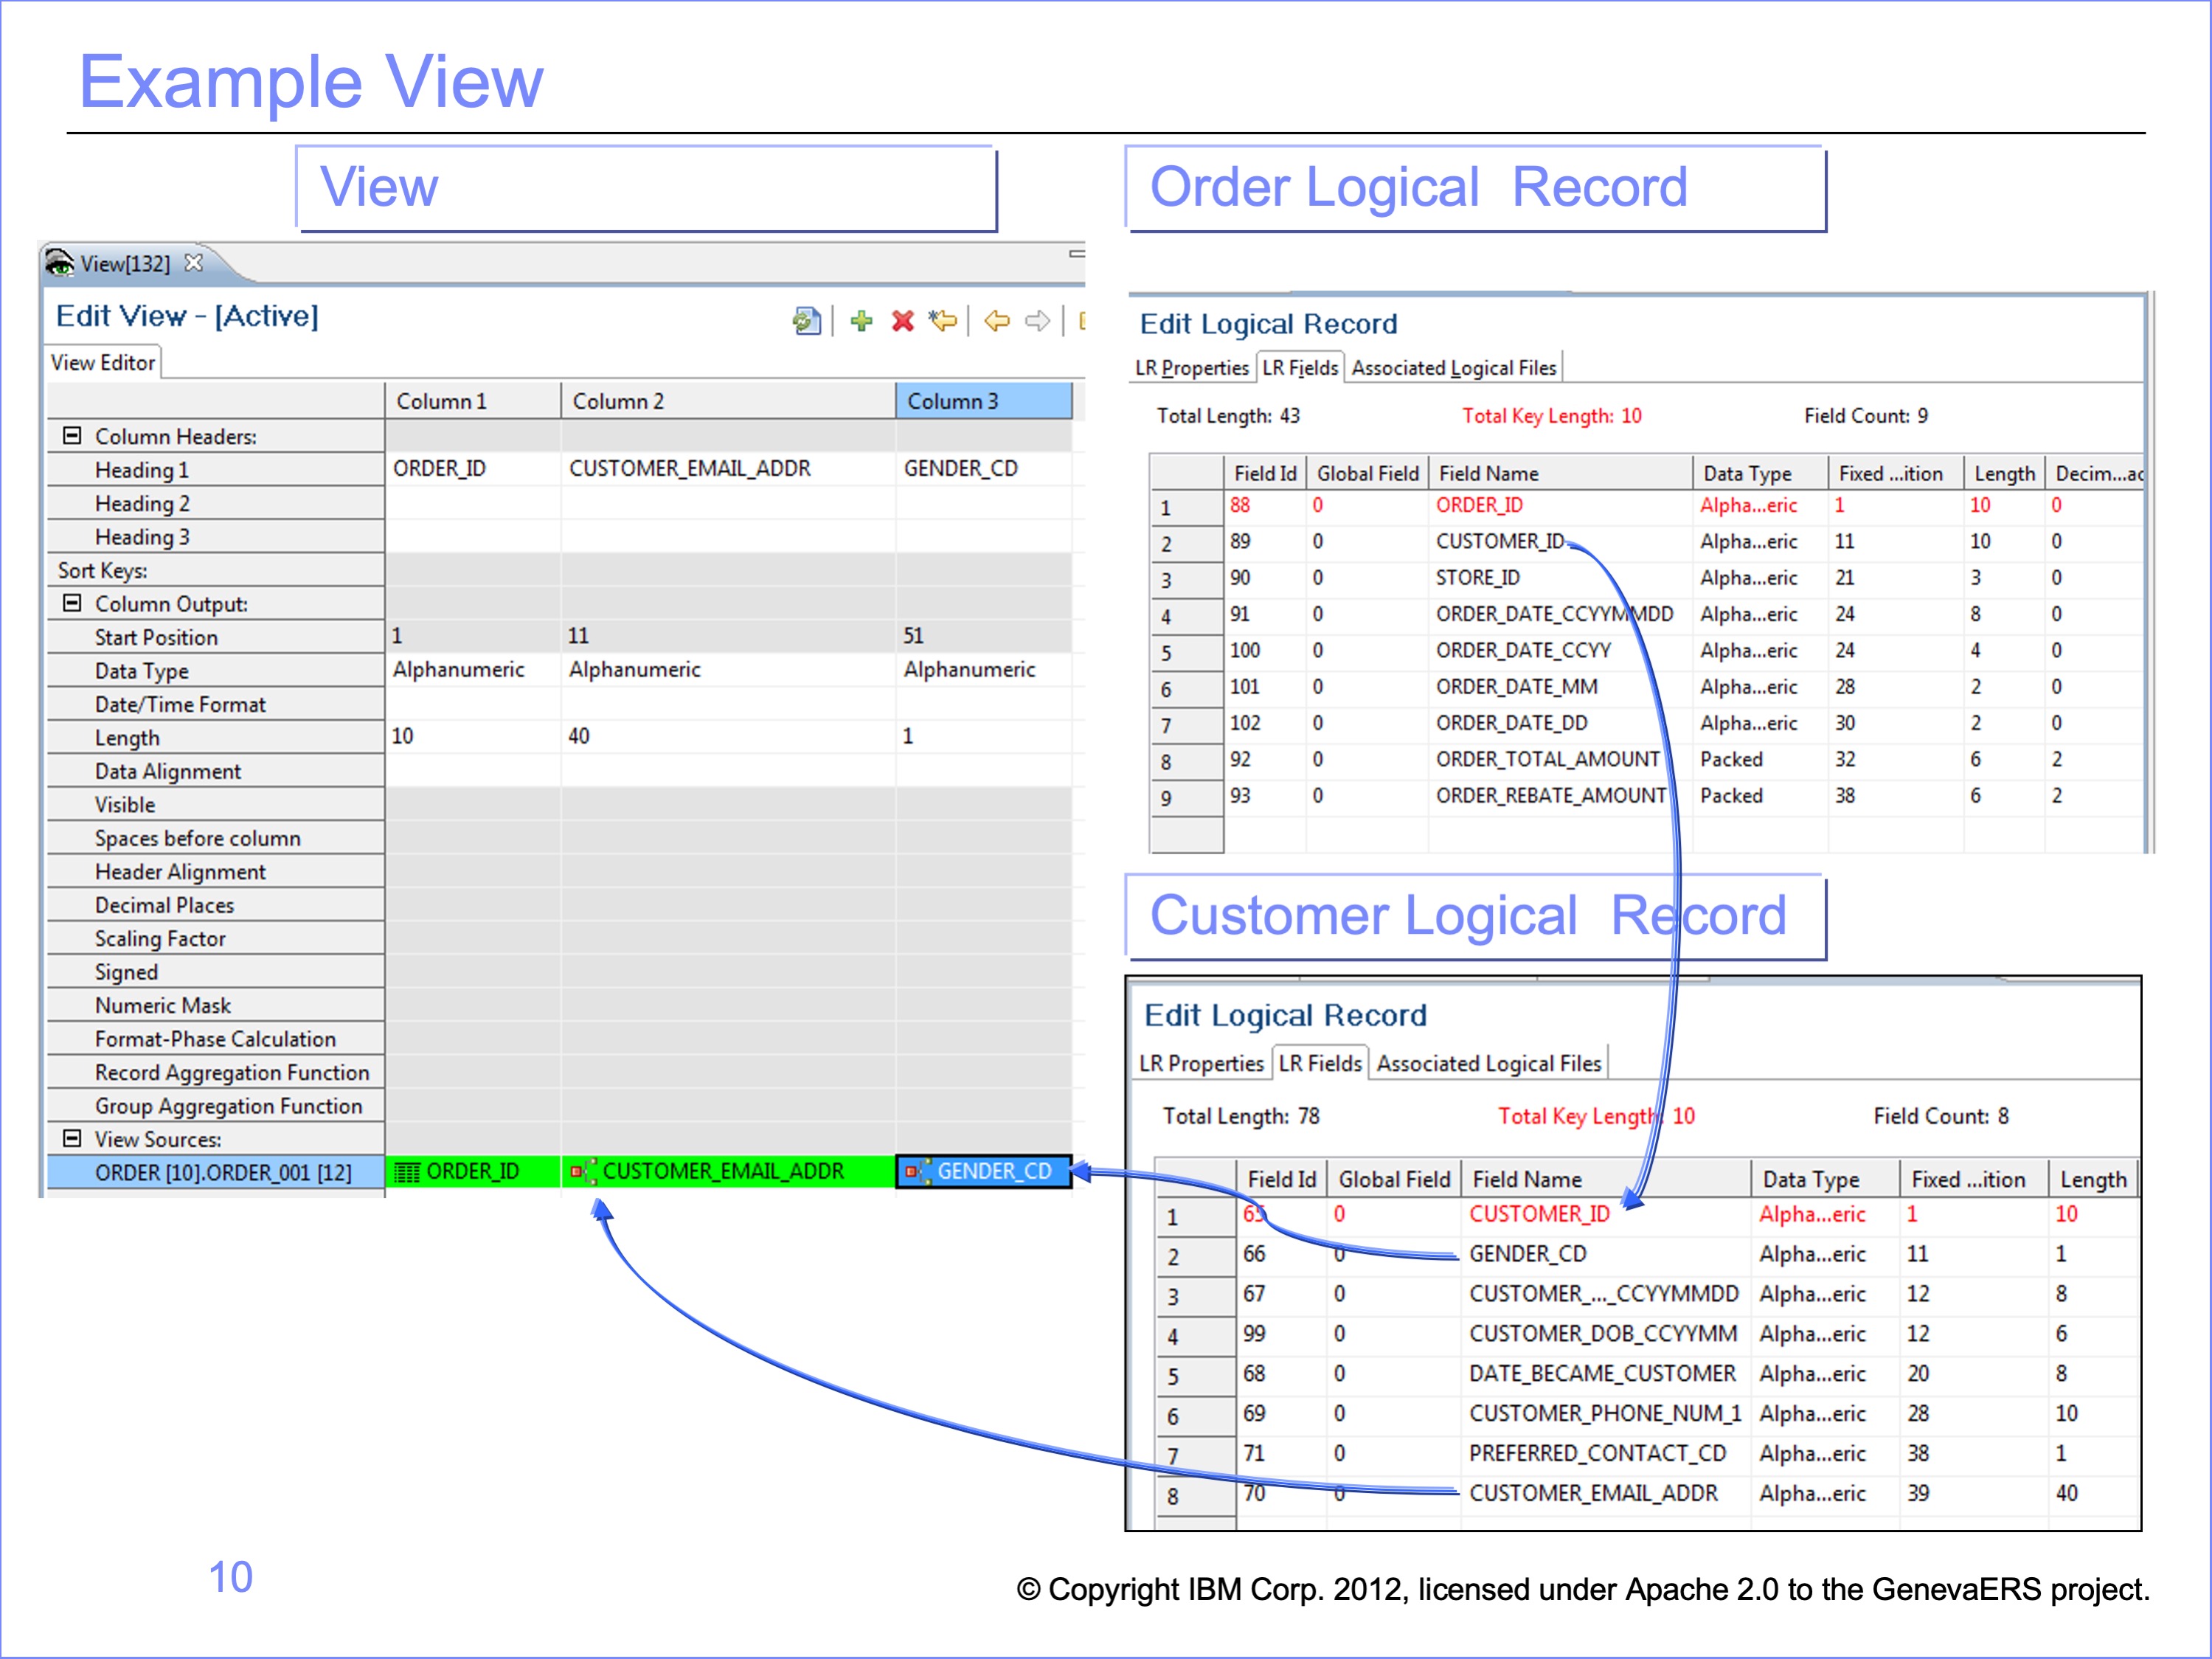 Example View
View
Order Logical Record
View[132]
Edit View - [Active]
View Editor
Column 1 Column 2 Column 3
Column Headers:
Heading 1 ORDER_ID CUSTOMER_EMAIL_ADDR GENDER_CD
Heading 2
Heading 3
Sort Keys:
Column Output:
Start Position 1 11 51
Data Type Alphanumeric Alphanumeric Alphanumeric
Date/Time Format
Length 10 40 1
Data Alignment
Visible
Spaces before column
Header Alignment
Decimal Places
Scaling Factor
Signed
Numeric Mask
Format-Phase Calculation
Record Aggregation Function
Group Aggregation Function
View Sources:
ORDER [10].ORDER_001 [12] ORDER_ID CUSTOMER_EMAIL_ADDR GENDER_CD
Edit Logical Record
LR Properties LR Fields Associated Logical Files
Total Length: 43 Total Key Length: 10 Field Count: 9
Field Id Global Field Field Name Data Type Fixed ...ition Length Decim...ac
1 88 0 ORDER_ID Alpha...eric 1 10 0
2 89 0 CUSTOMER_ID Alpha...eric 11 10 0
3 90 0 STORE_ID Alpha...eric 21 3 0
4 91 0 ORDER_DATE_CCYYMMDD Alpha...eric 24 8 0
5 100 0 ORDER_DATE_CCYY Alpha...eric 24 4 0
6 101 0 ORDER_DATE_MM Alpha...eric 28 2 0
7 102 0 ORDER_DATE_DD Alpha...eric 30 2 0
8 92 0 ORDER_TOTAL_AMOUNT Packed 32 6 2
9 93 0 ORDER_REBATE_AMOUNT Packed 38 6 2
Customer Logical Record
Edit Logical Record
LR Properties LR Fields Associated Logical Files
Total Length: 78 Total Key Length: 10 Field Count: 8
Field Id Global Field Field Name Data Type Fixed ...ition Length
1 65 0 CUSTOMER_ID Alpha...eric 1 10
2 66 0 GENDER_CD Alpha...eric 11 1
3 67 0 CUSTOMER_..._CCYYMMDD Alpha...eric 12 8
4 99 0 CUSTOMER_DOB_CCYYMM Alpha...eric 12 6
5 68 0 DATE_BECAME_CUSTOMER Alpha...eric 20 8
6 69 0 CUSTOMER_PHONE_NUM_1 Alpha...eric 28 10
7 71 0 PREFERRED_CONTACT_CD Alpha...eric 38 1
8 70 0 CUSTOMER_EMAIL_ADDR Alpha...eric 39 40
10
© Copyright IBM Corp. 2012, licensed under Apache 2.0 to the GenevaERS project.